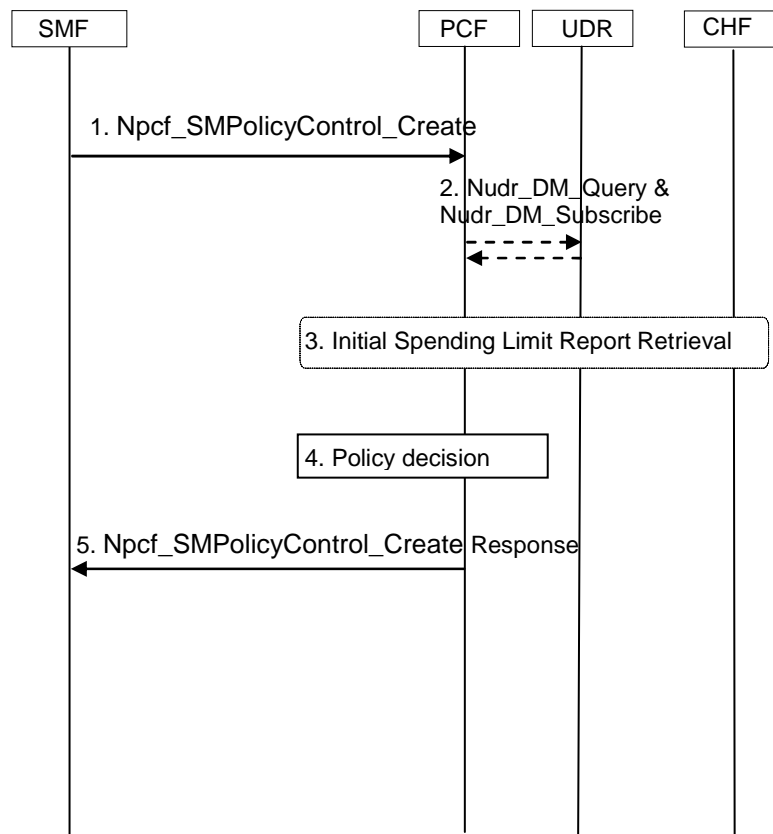 SMF
PCF
UDR
CHF
1. Npcf_SMPolicyControl_Create
2. Nudr_DM_Query &
Nudr_DM_Subscribe
3. Initial Spending Limit Report Retrieval
4. Policy decision
5. Npcf_SMPolicyControl_Create Response